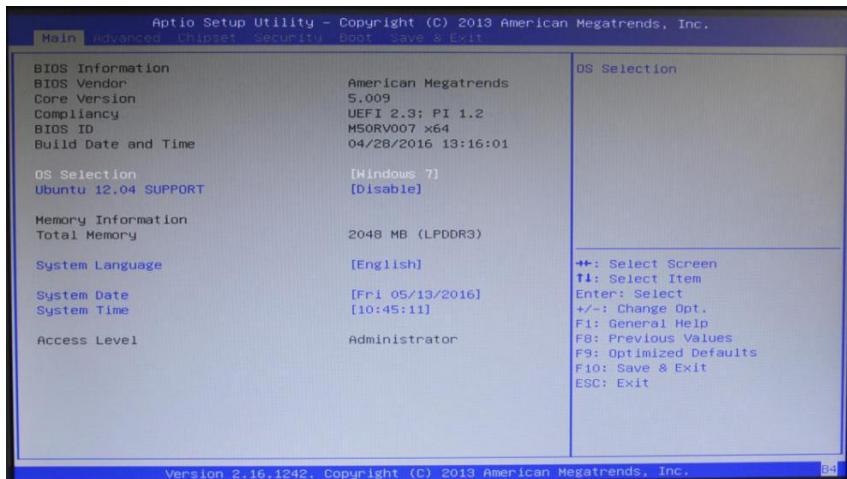 Aptio Setup Utility – Copyright (C) 2013 American Megatrends, Inc.
Main Advanced Chipset Security Boot Save & Exit
BIOS Information
BIOS Vendor American Megatrends
Core Version 5.009
Compliancy UEFI 2.3; PI 1.2
BIOS ID M50RV007 x64
Build Date and Time 04/28/2016 13:16:01
OS Selection [Windows 7]
Ubuntu 12.04 SUPPORT [Disable]
Memory Information
Total Memory 2048 MB (LPDDR3)
System Language [English]
System Date [Fri 05/13/2016]
System Time [10:45:11]
Access Level Administrator
OS Selection
→←: Select Screen
↑↓: Select Item
Enter: Select
+/-: Change Opt.
F1: General Help
F8: Previous Values
F9: Optimized Defaults
F10: Save & Exit
ESC: Exit
Version 2.16.1242. Copyright (C) 2013 American Megatrends, Inc.
B4